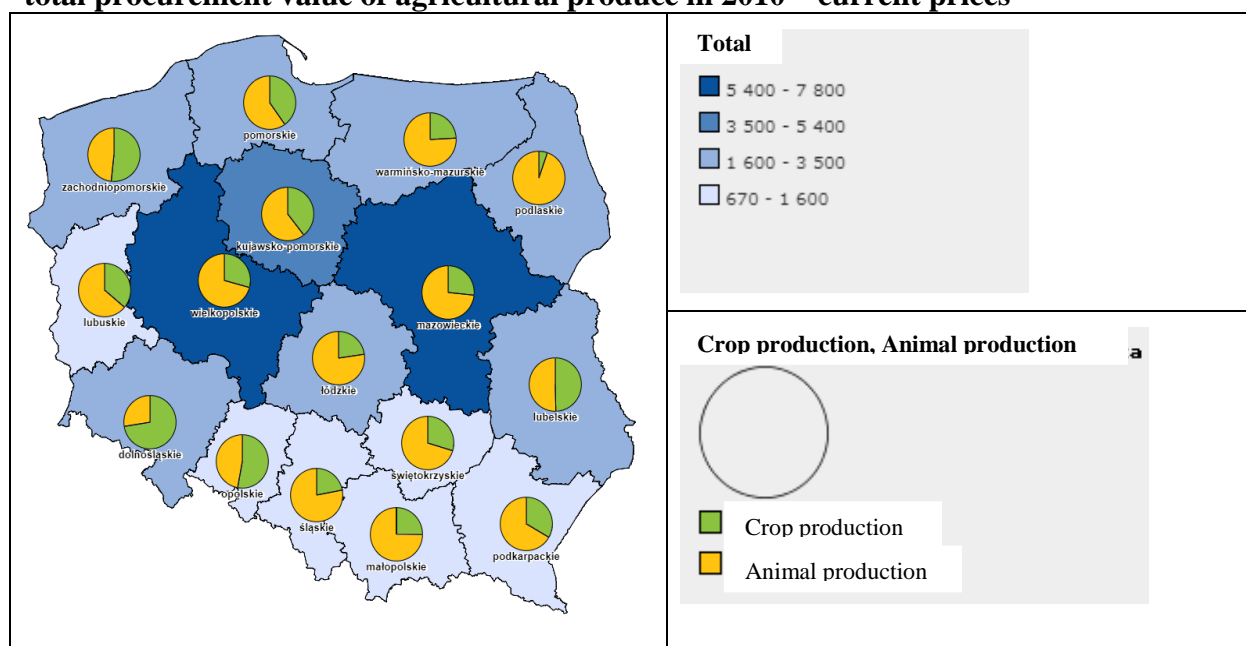 total procurement value of agricultural produce in 2010 – current prices
pomorskie
zachodniopomorskie
warmińsko-mazurskie
podlaskie
kujawsko-pomorskie
lubuskie
wielkopolskie
mazowieckie
łódzkie
lubelskie
dolnośląskie
opolskie
śląskie
świętokrzyskie
małopolskie
podkarpackie
Total
5 400 - 7 800
3 500 - 5 400
1 600 - 3 500
670 - 1 600
Crop production, Animal production
a
Crop production
Animal production